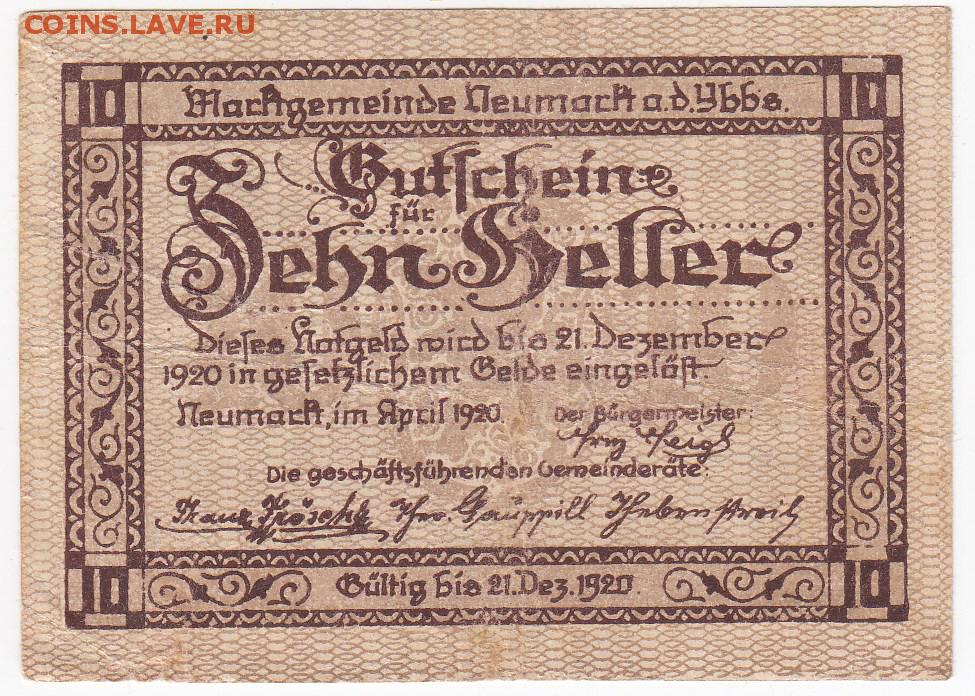 COINS.LAVE.RU
10 10
Marktgemeinde Neumarkt a.d. Ybbs.
Gutschein
für
Zehn Heller
Dieses Notgeld wird bis 21. Dezember
1920 in gesetzlichem Gelde eingelöst.
Neumarkt, im April 1920. Der Bürgermeister:
Die geschäftsführenden Gemeinderäte:
10 Gültig bis 21. Dez. 1920. 10